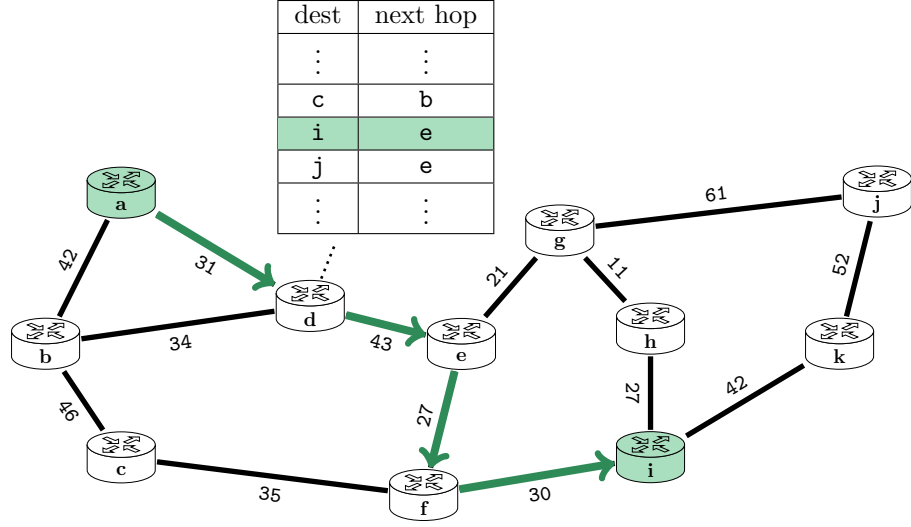 dest next hop
⋮ ⋮
c b
i e
j e
⋮ ⋮
a
j
61
g
42
31
21
11
52
d
h
34
43
e
b
k
27
27
42
46
c
i
35
30
f